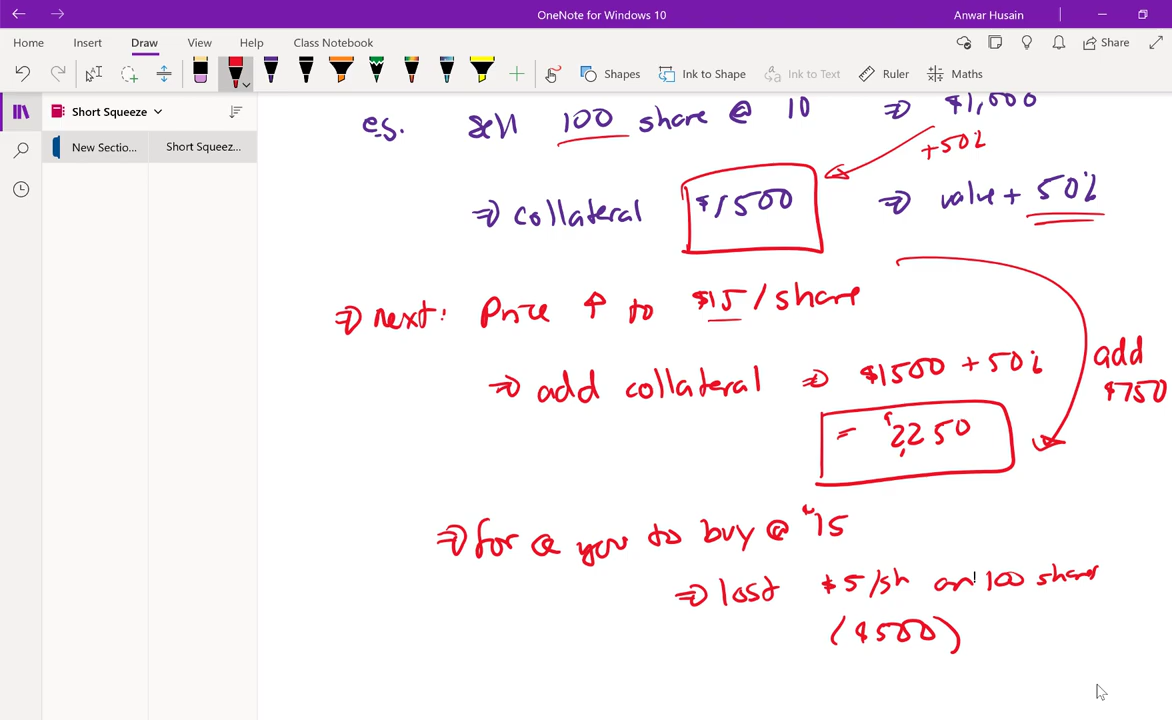 OneNote for Windows 10
Anwar Husain
Home Insert Draw View Help Class Notebook
Share
Shapes Ink to Shape Ink to Text Ruler Maths
Short Squeeze
New Sectio... Short Squeez...
e.g. Sell 100 share @ 10 ⇒ $1,000
+50%
⇒ collateral $1500 ⇒ value + 50%
⇒ next: Price ↑ to $15/share
⇒ add collateral ⇒ $1500 + 50%
add
$750
= $2250
⇒ for a you to buy @ $15
⇒ lost $5/sh on 100 shares
($500)